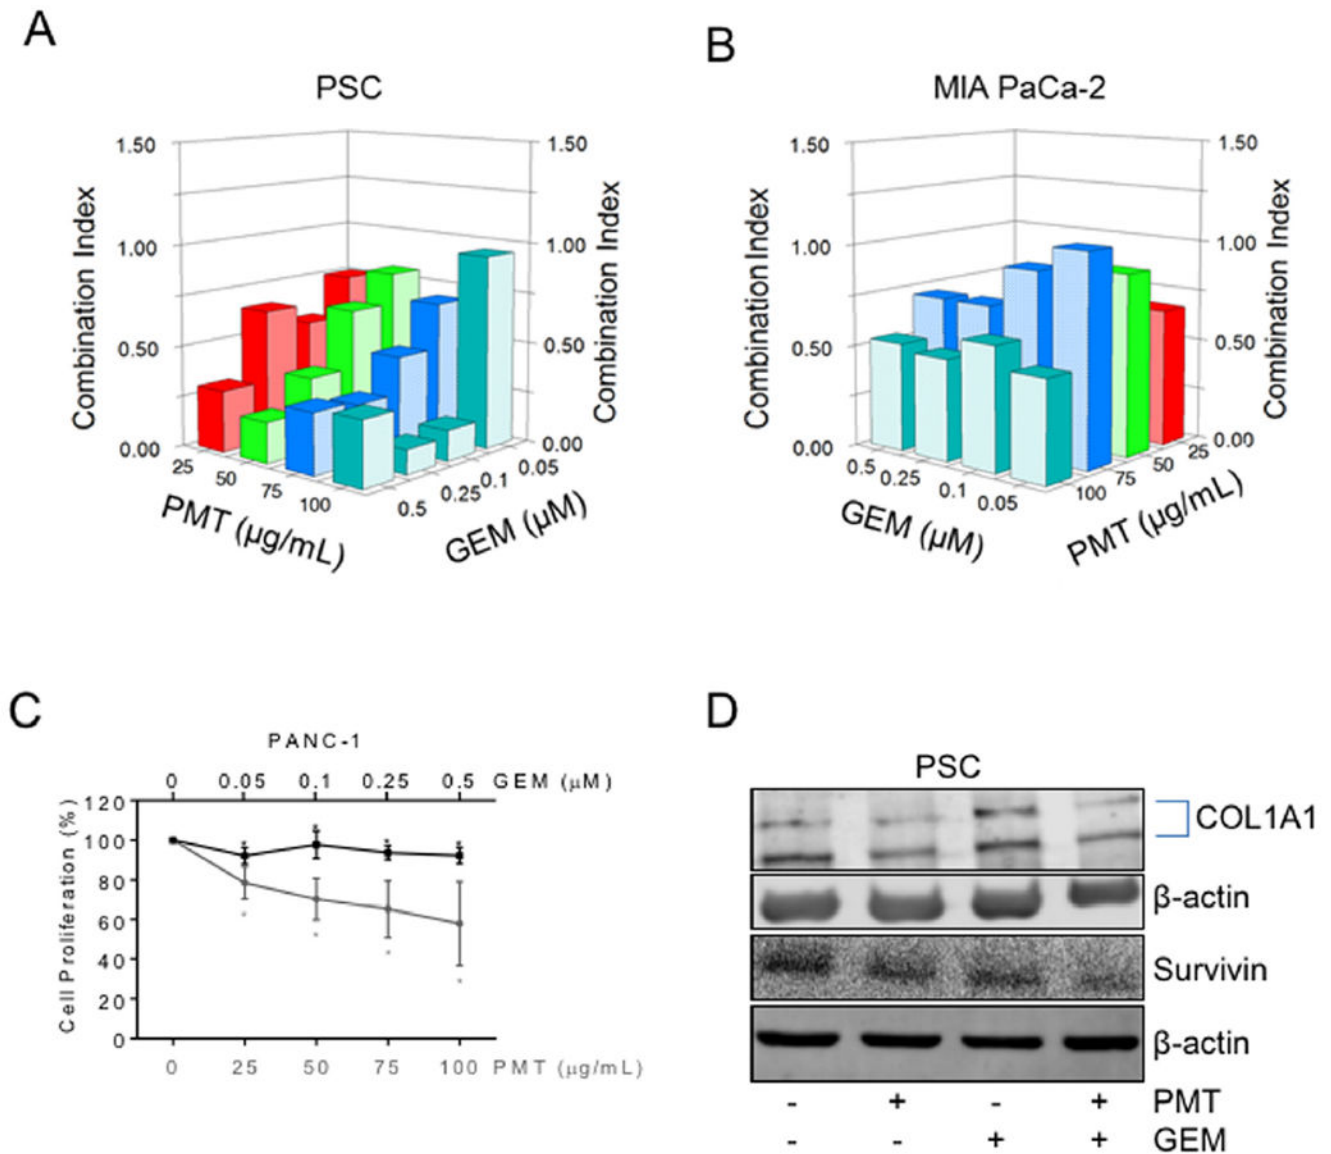 A
PSC
1.50
1.00
0.50
0.00
Combination Index
1.50
1.00
0.50
0.00
Combination Index
25
50
75
100
PMT (μg/mL)
0.5
0.25
0.1
0.05
GEM (μM)
B
MIA PaCa-2
1.50
1.00
0.50
0.00
Combination Index
1.50
1.00
0.50
0.00
Combination Index
0.5
0.25
0.1
0.05
GEM (μM)
100
75
50
25
PMT (μg/mL)
C
PANC-1
0 0.05 0.1 0.25 0.5 GEM (μM)
120
100
80
60
40
20
0
Cell Proliferation (%)
0 25 50 75 100 PMT (μg/mL)
D
PSC
COL1A1
β-actin
Survivin
β-actin
- + - + PMT
- - + + GEM